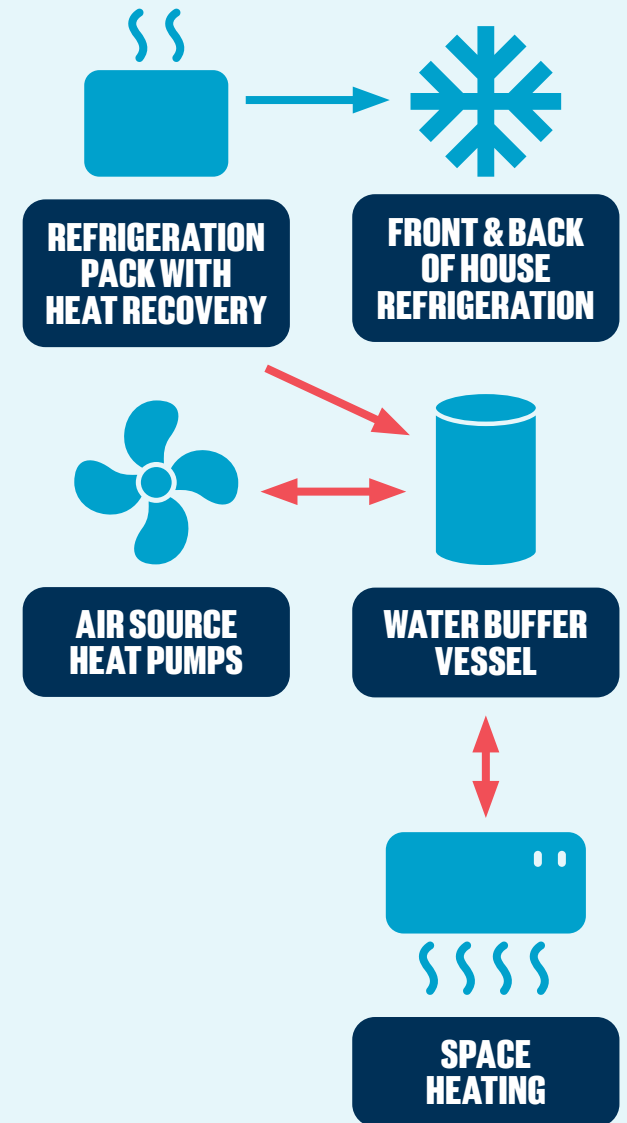 REFRIGERATION
PACK WITH
HEAT RECOVERY
FRONT & BACK
OF HOUSE
REFRIGERATION
AIR SOURCE
HEAT PUMPS
WATER BUFFER
VESSEL
SPACE
HEATING